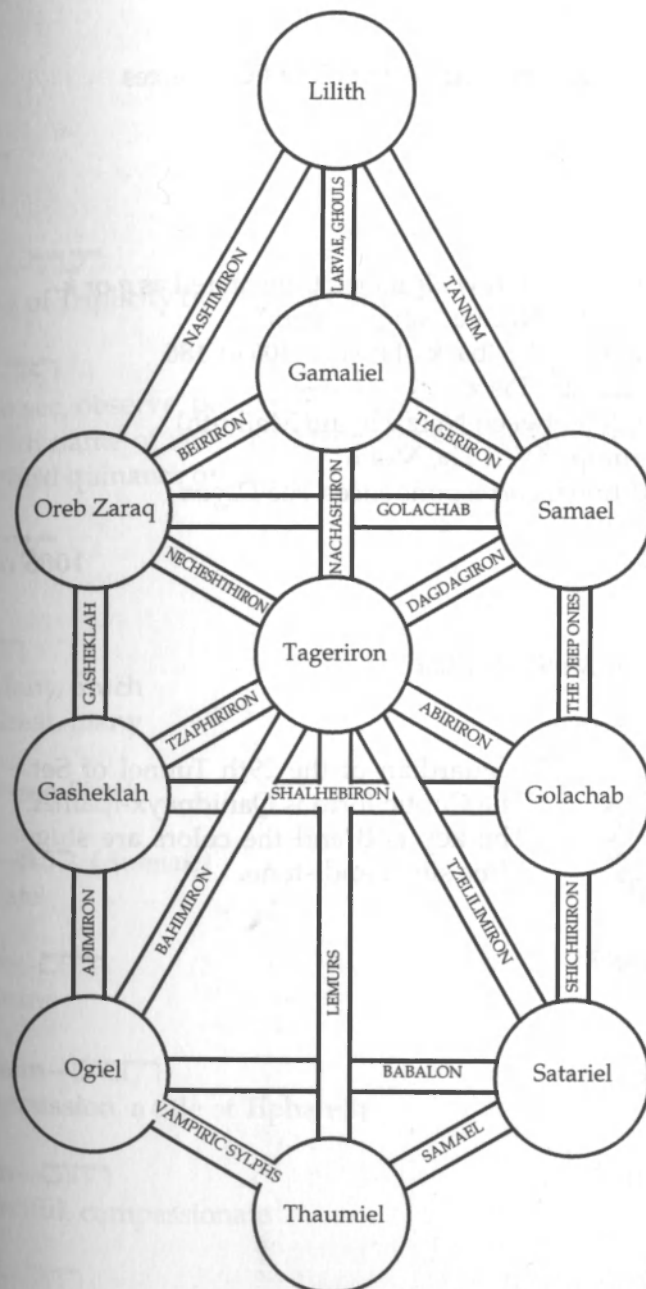 Lilith
LARVAE, GHOULS
NASHIMIRON
TANNIM
Gamaliel
BEIRIRON
TAGERIRON
Oreb Zaraq
GOLACHAB
Samael
NACHASHIRON
NECHESHTHIRON
DAGDAGIRON
GASHEKLAH
THE DEEP ONES
Tageriron
TZAPHIRIRON
ABIRIRON
Gasheklah
SHALHEBIRON
Golachab
ADIMIRON
BAHIMIRON
LEMURS
TZELILIMIRON
SHICHIRIRON
Ogiel
BABALON
Satariel
VAMPIRIC SYLPHS
SAMAEL
Thaumiel